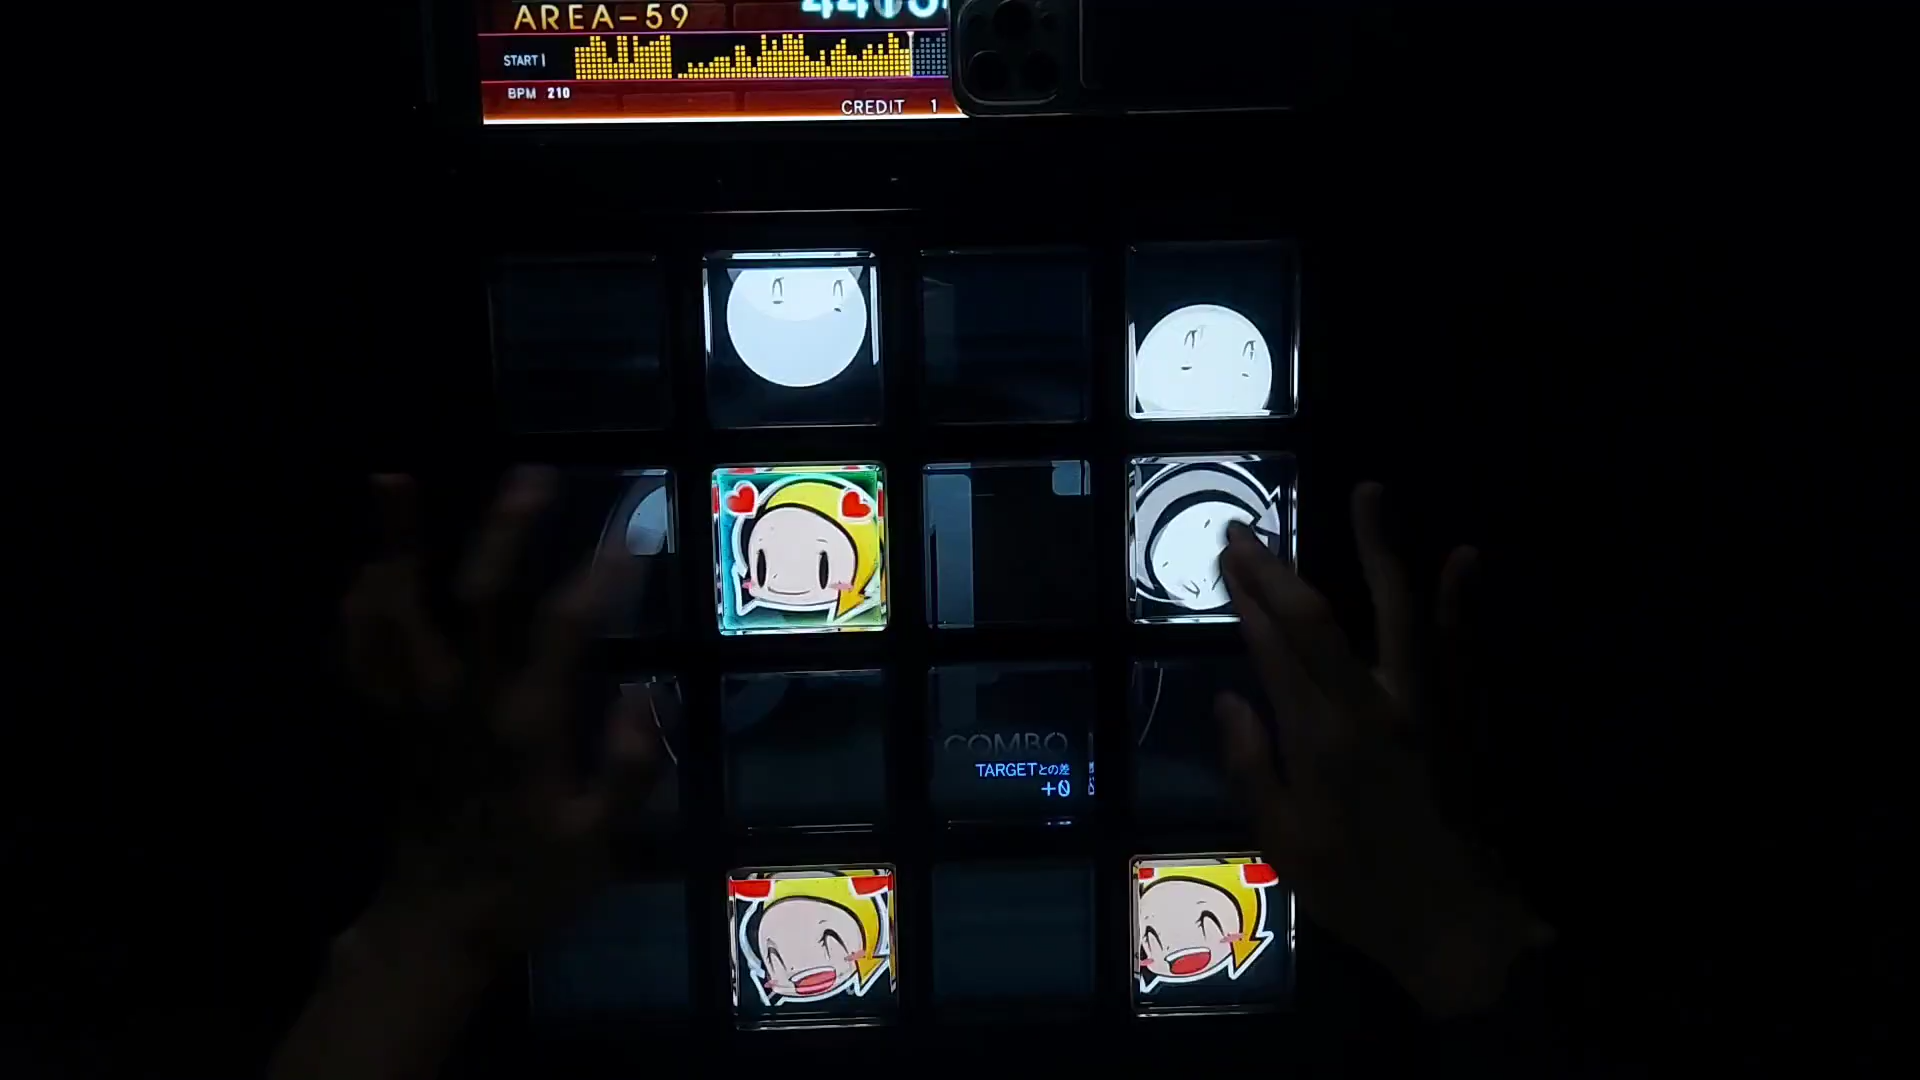 AREA-59
START
BPM 210
CREDIT 1
COMBO
TARGETとの差
+0